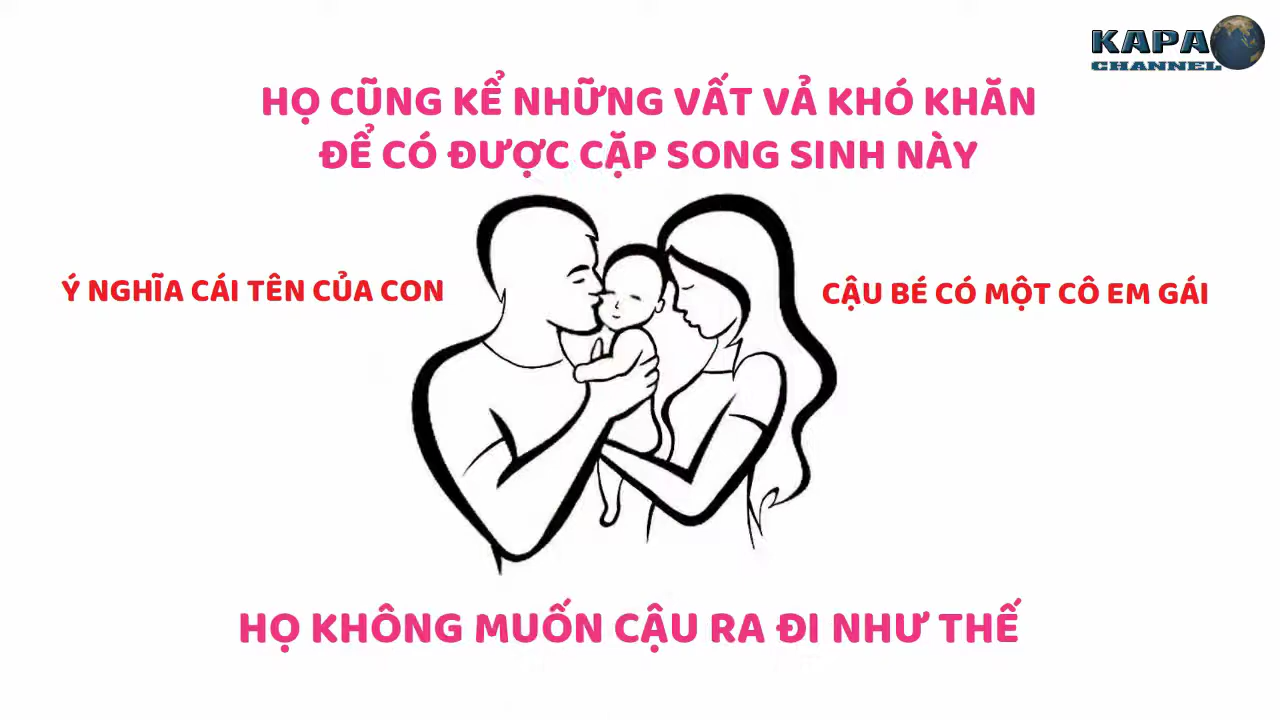 KAPA
CHANNEL
HỌ CŨNG KỂ NHỮNG VẤT VẢ KHÓ KHĂN
ĐỂ CÓ ĐƯỢC CẶP SONG SINH NÀY
Ý NGHĨA CÁI TÊN CỦA CON
CẬU BÉ CÓ MỘT CÔ EM GÁI
HỌ KHÔNG MUỐN CẬU RA ĐI NHƯ THẾ